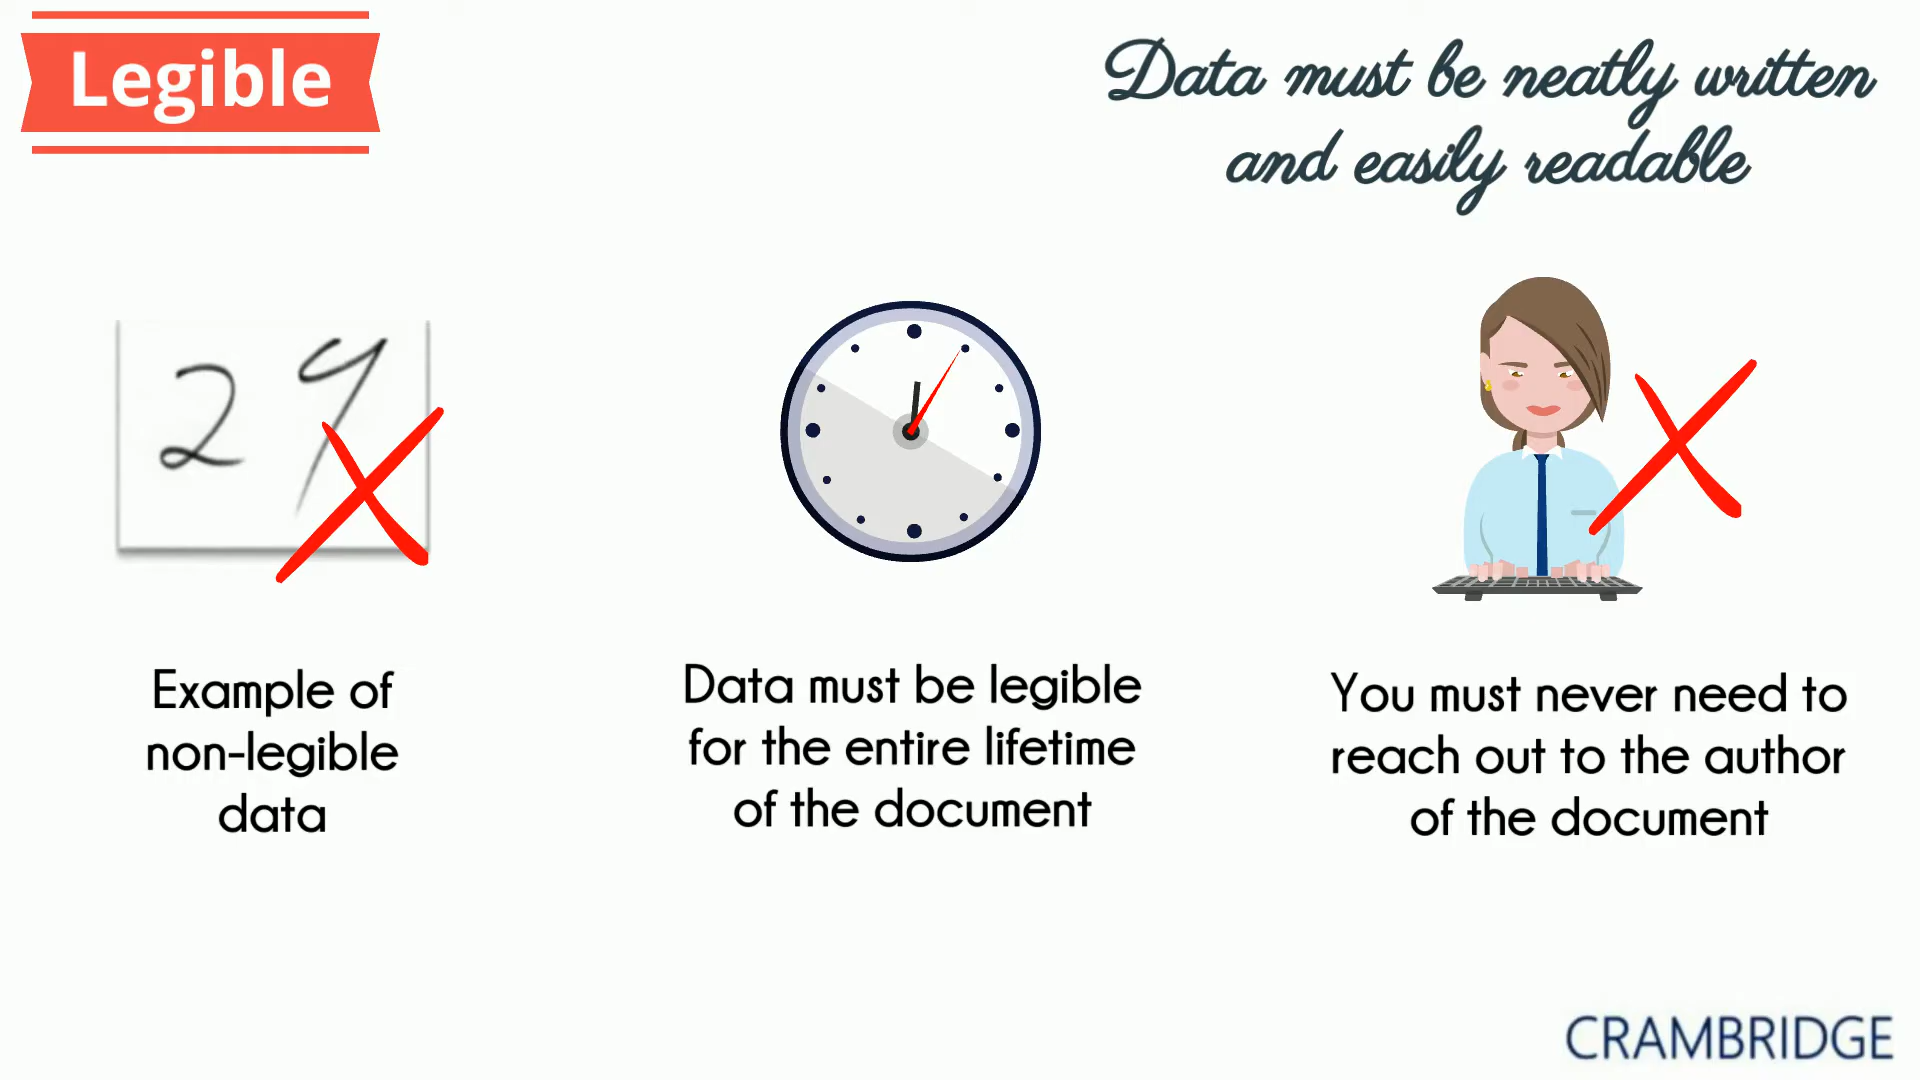 Legible
Data must be neatly written
and easily readable
Example of
non-legible
data
Data must be legible
for the entire lifetime
of the document
You must never need to
reach out to the author
of the document
CRAMBRIDGE